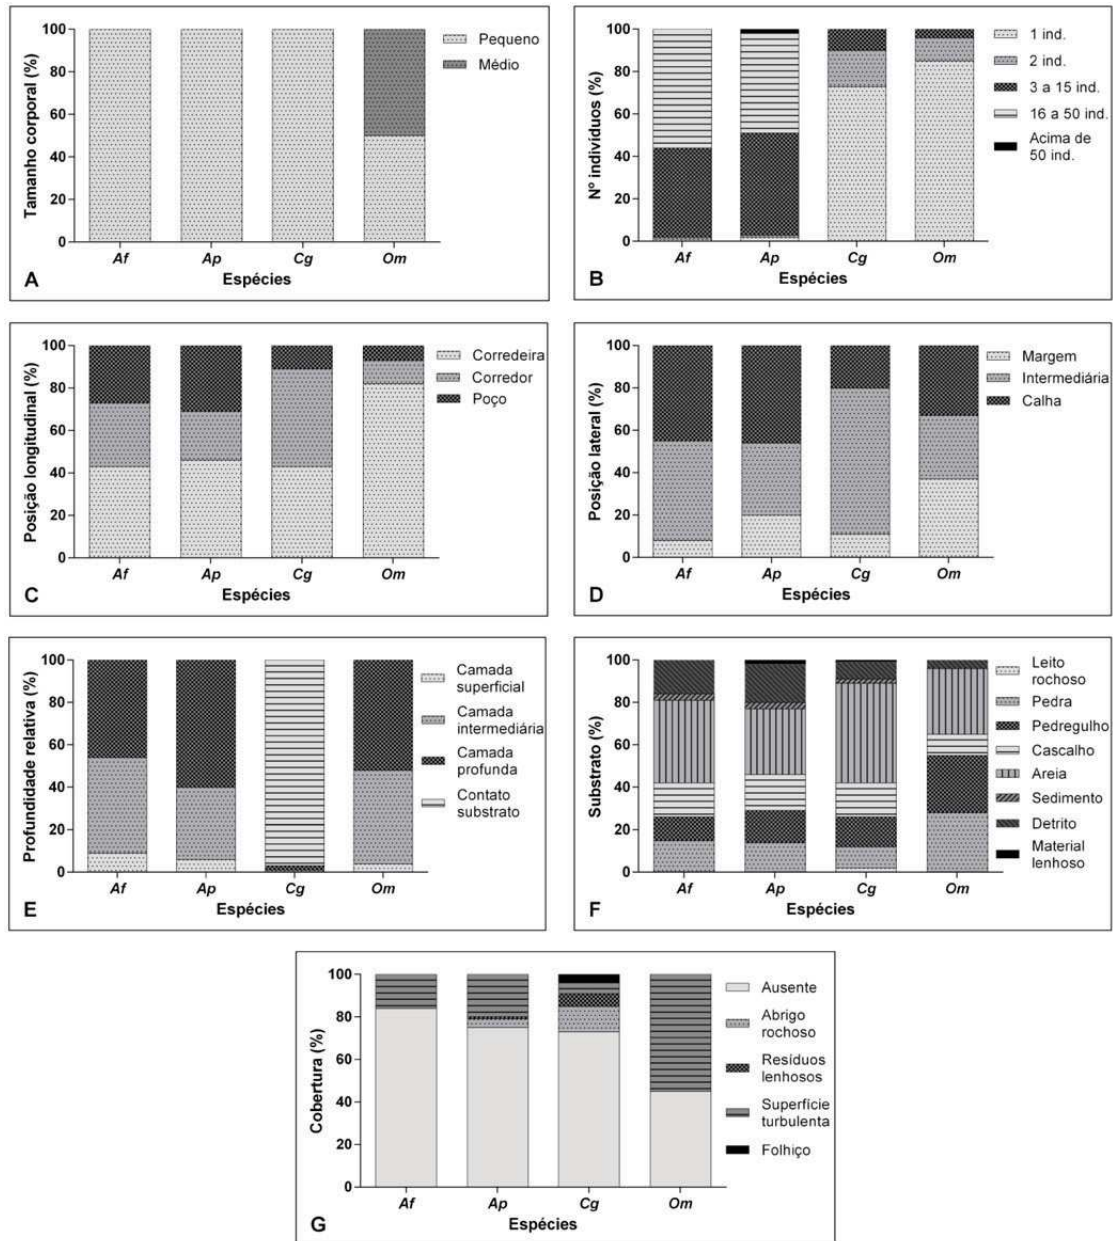 Tamanho corporal (%)
100
80
60
40
20
0
Af Ap Cg Om
Espécies
A
Pequeno
Médio
Nº indivíduos (%)
100
80
60
40
20
0
Af Ap Cg Om
Espécies
B
1 ind.
2 ind.
3 a 15 ind.
16 a 50 ind.
Acima de
50 ind.
Posição longitudinal (%)
100
80
60
40
20
0
Af Ap Cg Om
Espécies
C
Corredeira
Corredor
Poço
Posição lateral (%)
100
80
60
40
20
0
Af Ap Cg Om
Espécies
D
Margem
Intermediária
Calha
Profundidade relativa (%)
100
80
60
40
20
0
Af Ap Cg Om
Espécies
E
Camada
superficial
Camada
intermediária
Camada
profunda
Contato
substrato
Substrato (%)
100
80
60
40
20
0
Af Ap Cg Om
Espécies
F
Leito
rochoso
Pedra
Pedregulho
Cascalho
Areia
Sedimento
Detrito
Material
lenhoso
Cobertura (%)
100
80
60
40
20
0
Af Ap Cg Om
Espécies
G
Ausente
Abrigo
rochoso
Resíduos
lenhosos
Superfície
turbulenta
Folhiço